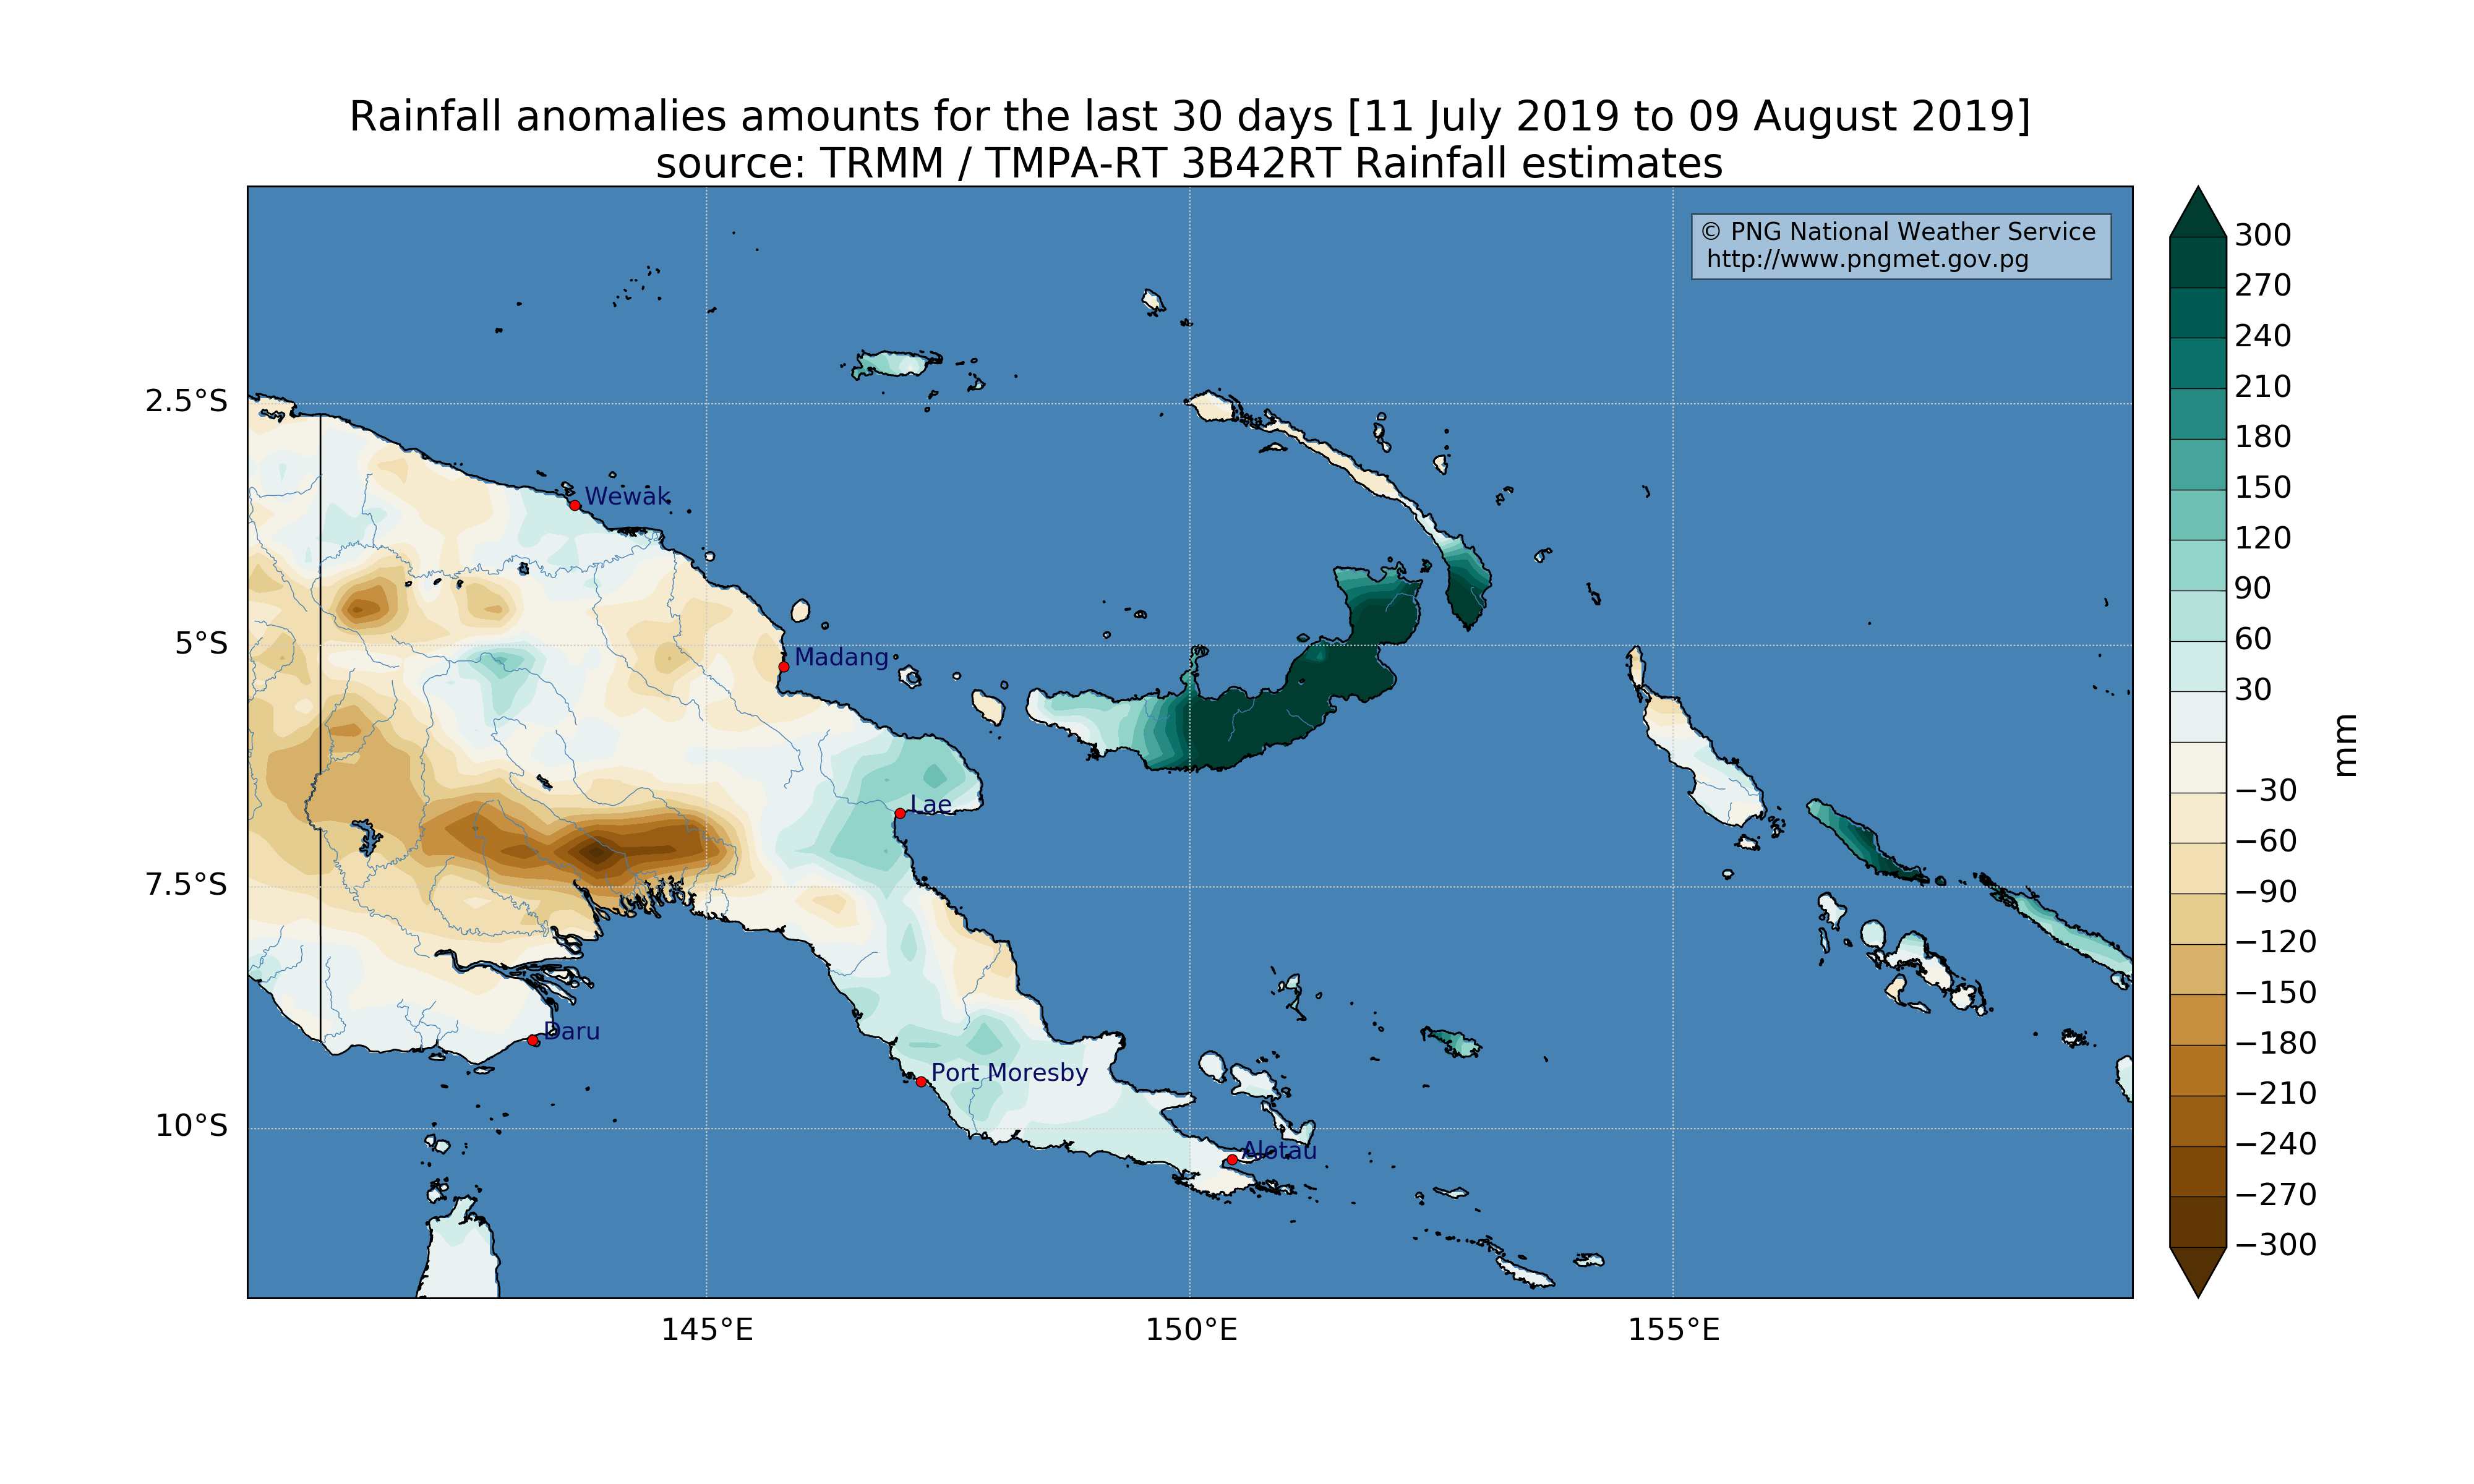 Rainfall anomalies amounts for the last 30 days [11 July 2019 to 09 August 2019]
source: TRMM / TMPA-RT 3B42RT Rainfall estimates
© PNG National Weather Service
http://www.pngmet.gov.pg
2.5°S
5°S
7.5°S
10°S
145°E
150°E
155°E
Wewak
Madang
Lae
Daru
Port Moresby
Alotau
300
270
240
210
180
150
120
90
60
30
−30
−60
−90
−120
−150
−180
−210
−240
−270
−300
mm